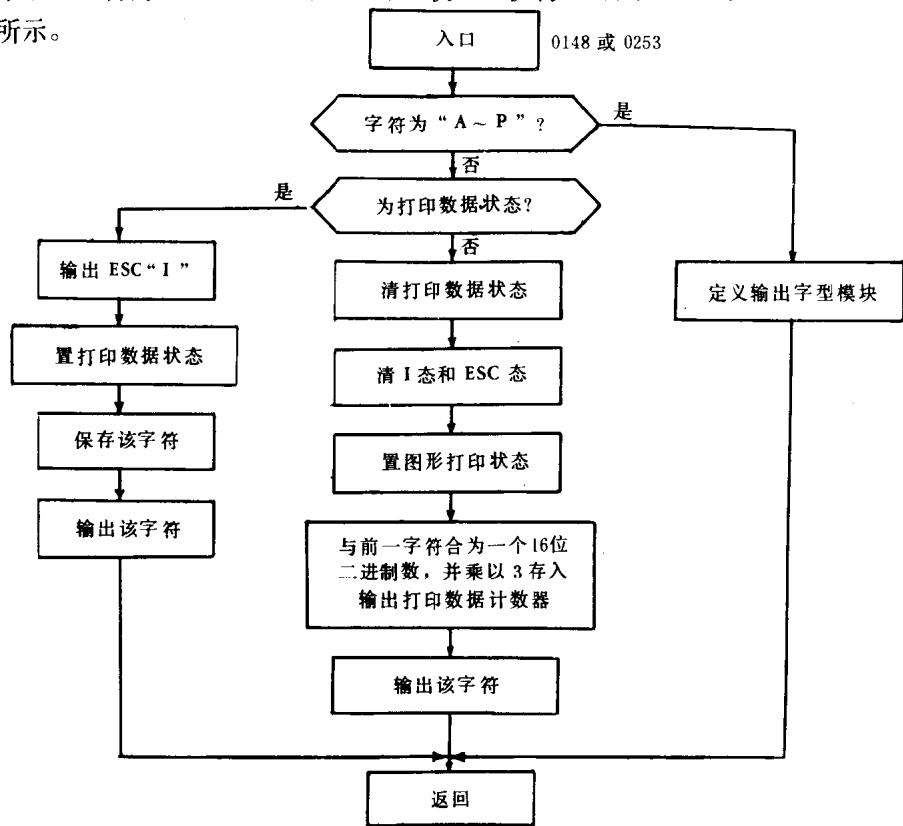 所示。
入口
0148 或 0253
字符为“A～P”?
是
否
是
为打印数据状态?
否
输出 ESC“I”
清打印数据状态
定义输出字型模块
置打印数据状态
清 I 态和 ESC 态
保存该字符
置图形打印状态
输出该字符
与前一字符合为一个16位
二进制数，并乘以 3 存入
输出打印数据计数器
输出该字符
返回